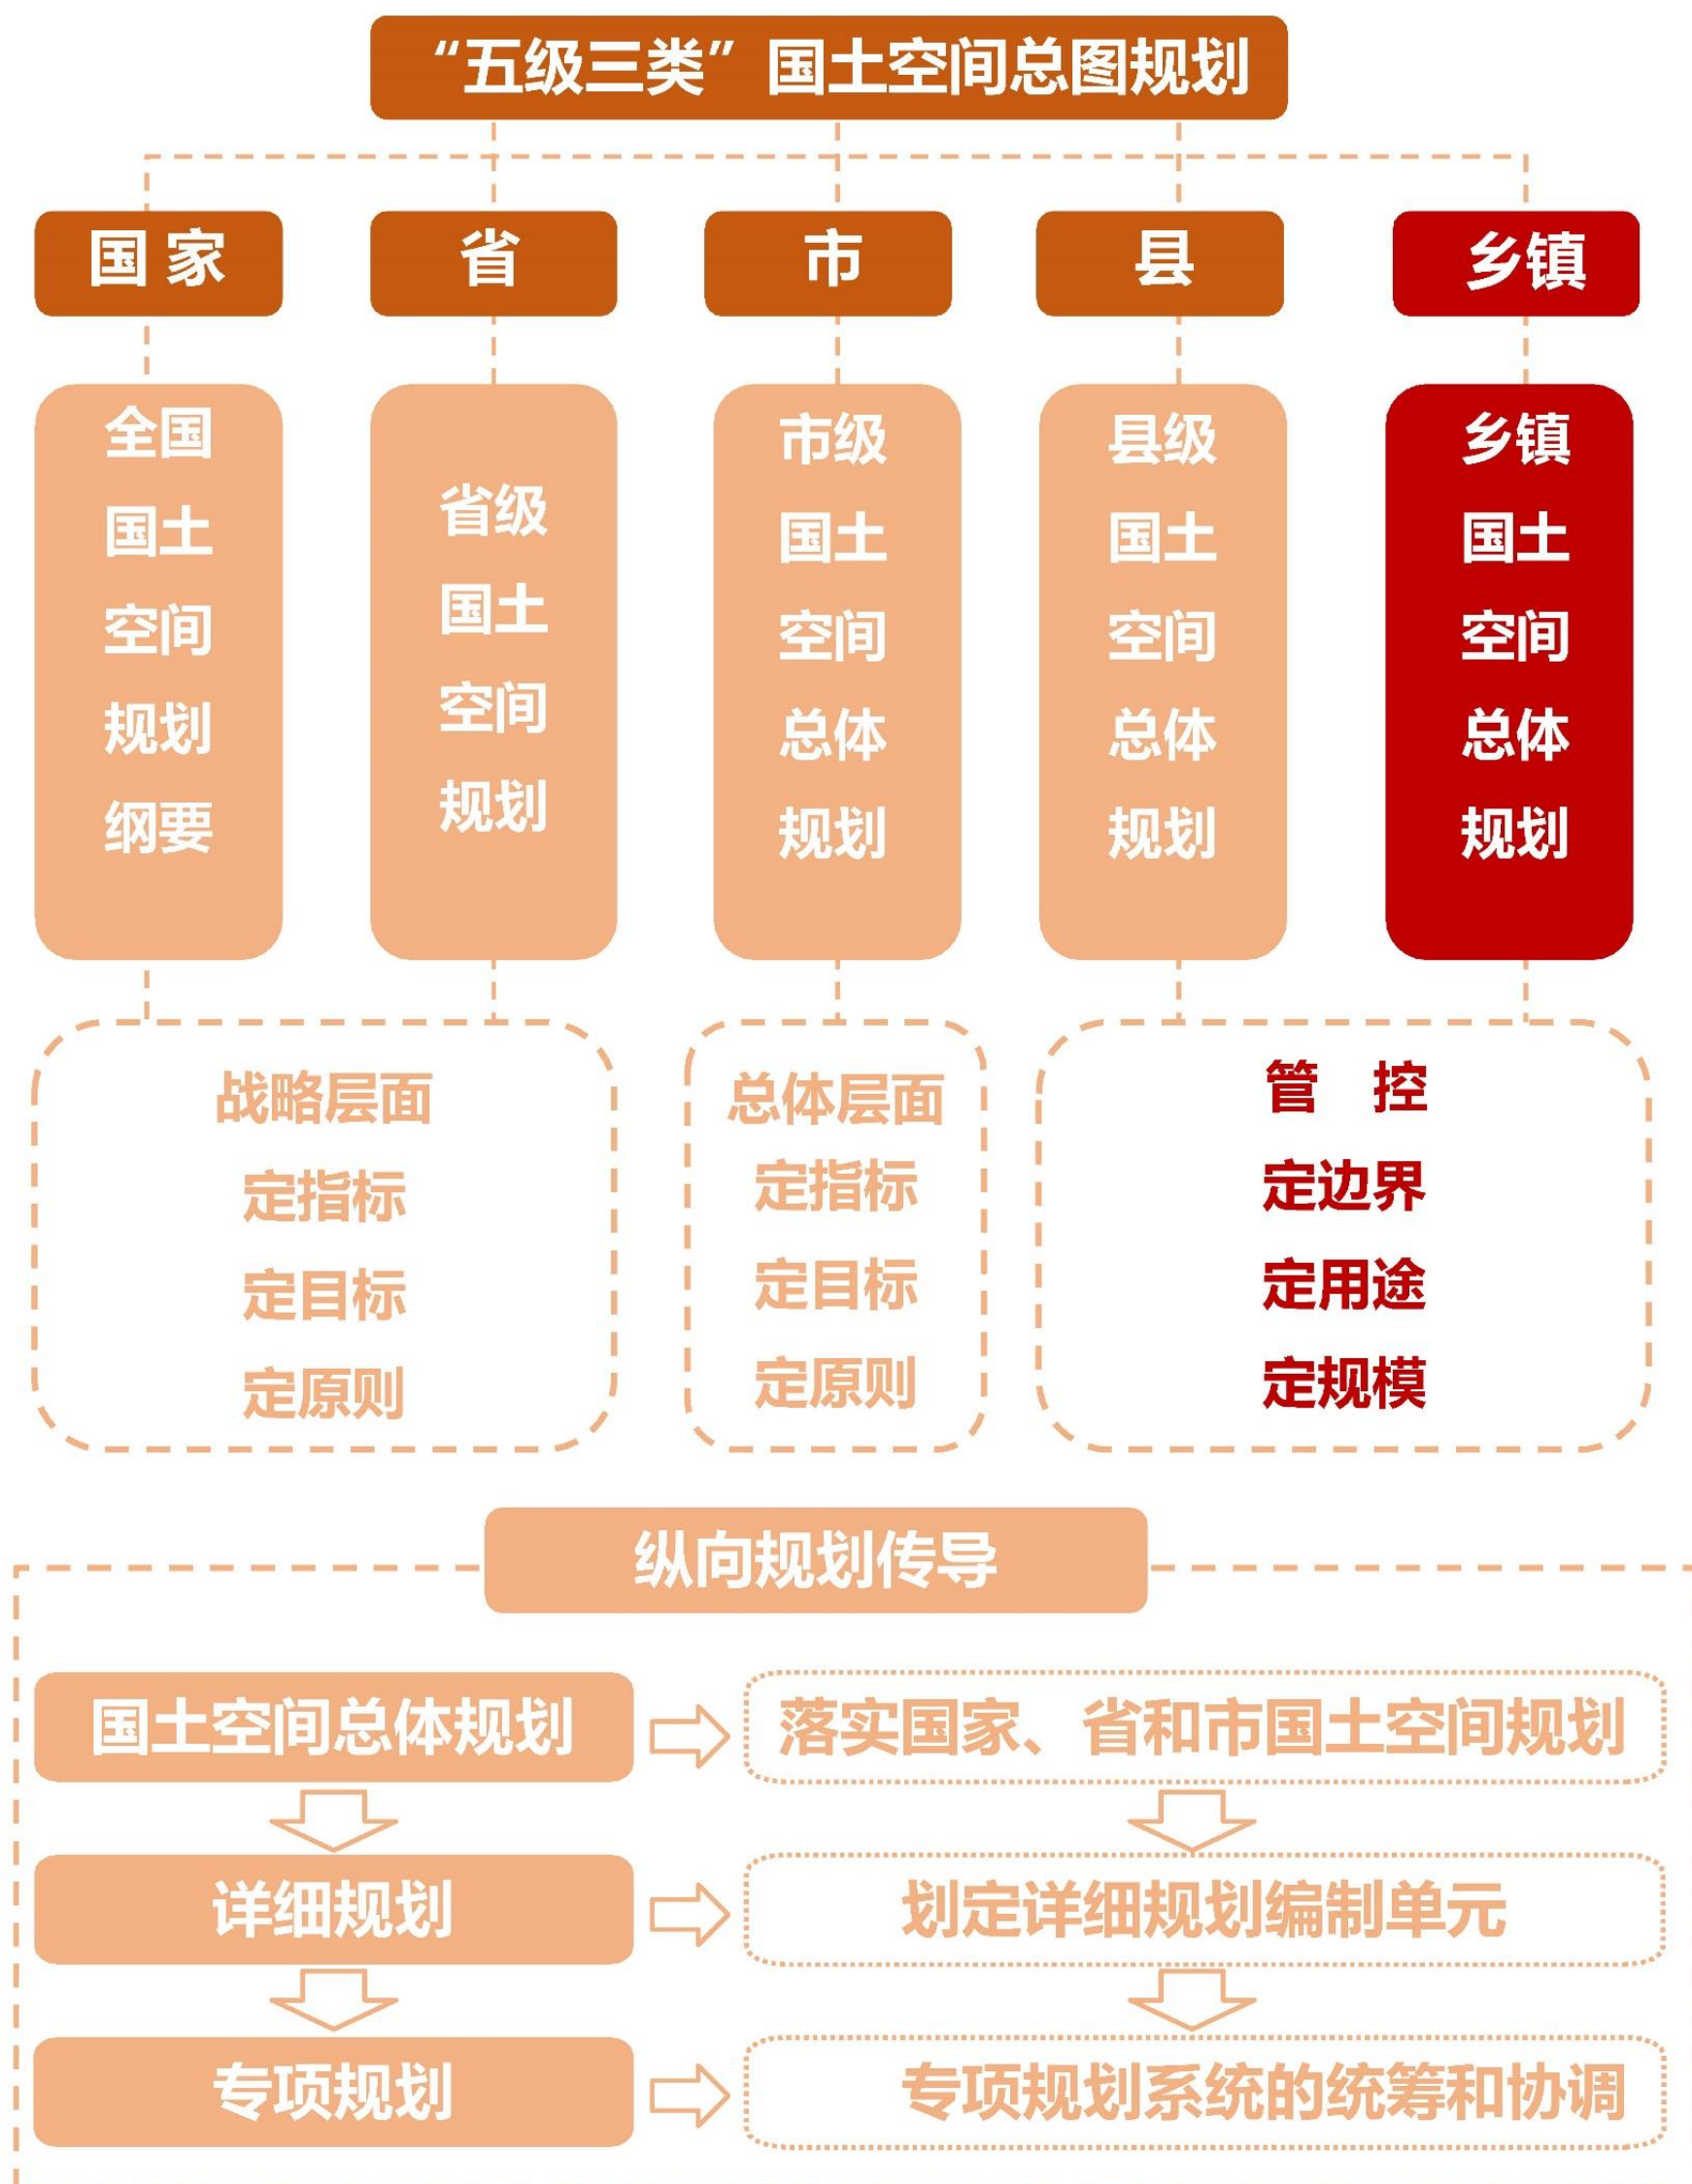 “五级三类”国土空间总图规划
国家
省
市
县
乡镇
全国
国土
空间
规划
纲要
省级
国土
空间
规划
市级
国土
空间
总体
规划
县级
国土
空间
总体
规划
乡镇
国土
空间
总体
规划
战略层面
定指标
定目标
定原则
总体层面
定指标
定目标
定原则
管 控
定边界
定用途
定规模
纵向规划传导
国土空间总体规划
落实国家、省和市国土空间规划
详细规划
划定详细规划编制单元
专项规划
专项规划系统的统筹和协调